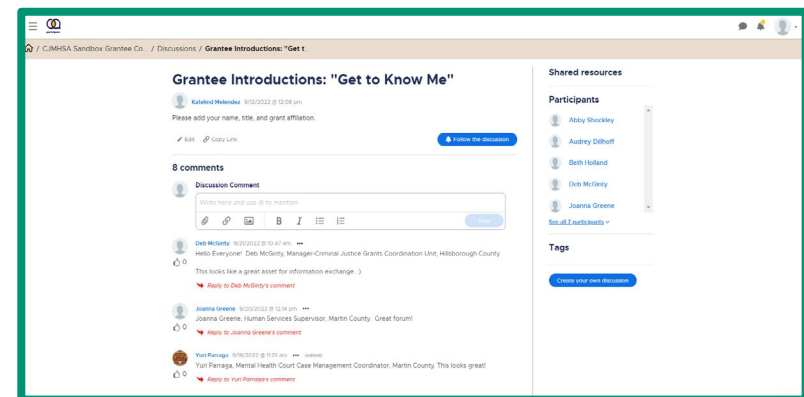 participate
/ CJMHSA Sandbox Grantee Co... / Discussions / Grantee Introductions: "Get t...
Grantee Introductions: "Get to Know Me"
Katelind Melendez 9/12/2022 @ 12:06 pm
Please add your name, title, and grant affiliation.
Edit Copy Link Follow the discussion
8 comments
Discussion Comment
Write here and use @ to mention
B I Post
Deb McGinty 9/21/2022 @ 10:47 am •••
Hello Everyone! Deb McGinty, Manager-Criminal Justice Grants Coordination Unit, Hillsborough County.
0
This looks like a great asset for information exchange. :)
Reply to Deb McGinty's comment
Joanna Greene 9/20/2022 @ 12:14 pm •••
Joanna Greene, Human Services Supervisor, Martin County. Great forum!
0
Reply to Joanna Greene's comment
Yuri Parraga 9/16/2022 @ 11:01 am ••• (edited)
Yuri Parraga, Mental Health Court Case Management Coordinator, Martin County. This looks great!
0
Reply to Yuri Parraga's comment
Shared resources
Participants
Abby Shockley
Audrey Dillhoff
Beth Holland
Deb McGinty
Joanna Greene
See all 7 participants
Tags
Create your own discussion